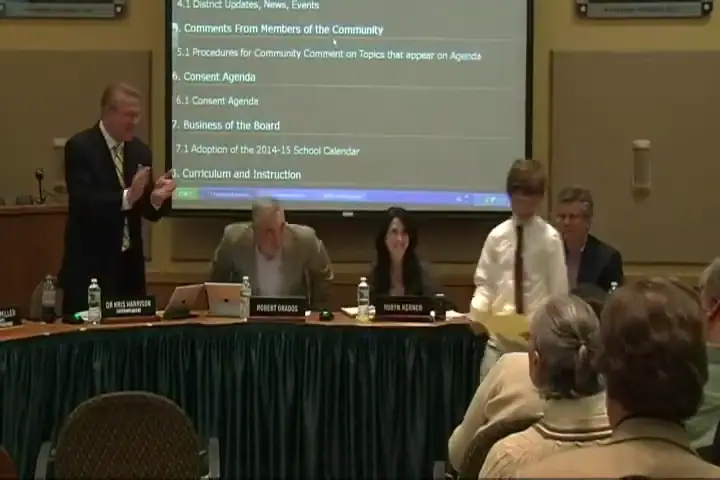 4.1 District Updates, News, Events
5. Comments From Members of the Community
5.1 Procedures for Community Comment on Topics that appear on Agenda
6. Consent Agenda
6.1 Consent Agenda
7. Business of the Board
7.1 Adoption of the 2014-15 School Calendar
8. Curriculum and Instruction
DR KRIS HARRISON
SUPERINTENDENT
ROBERT GRADOS
ROBYN KERNER